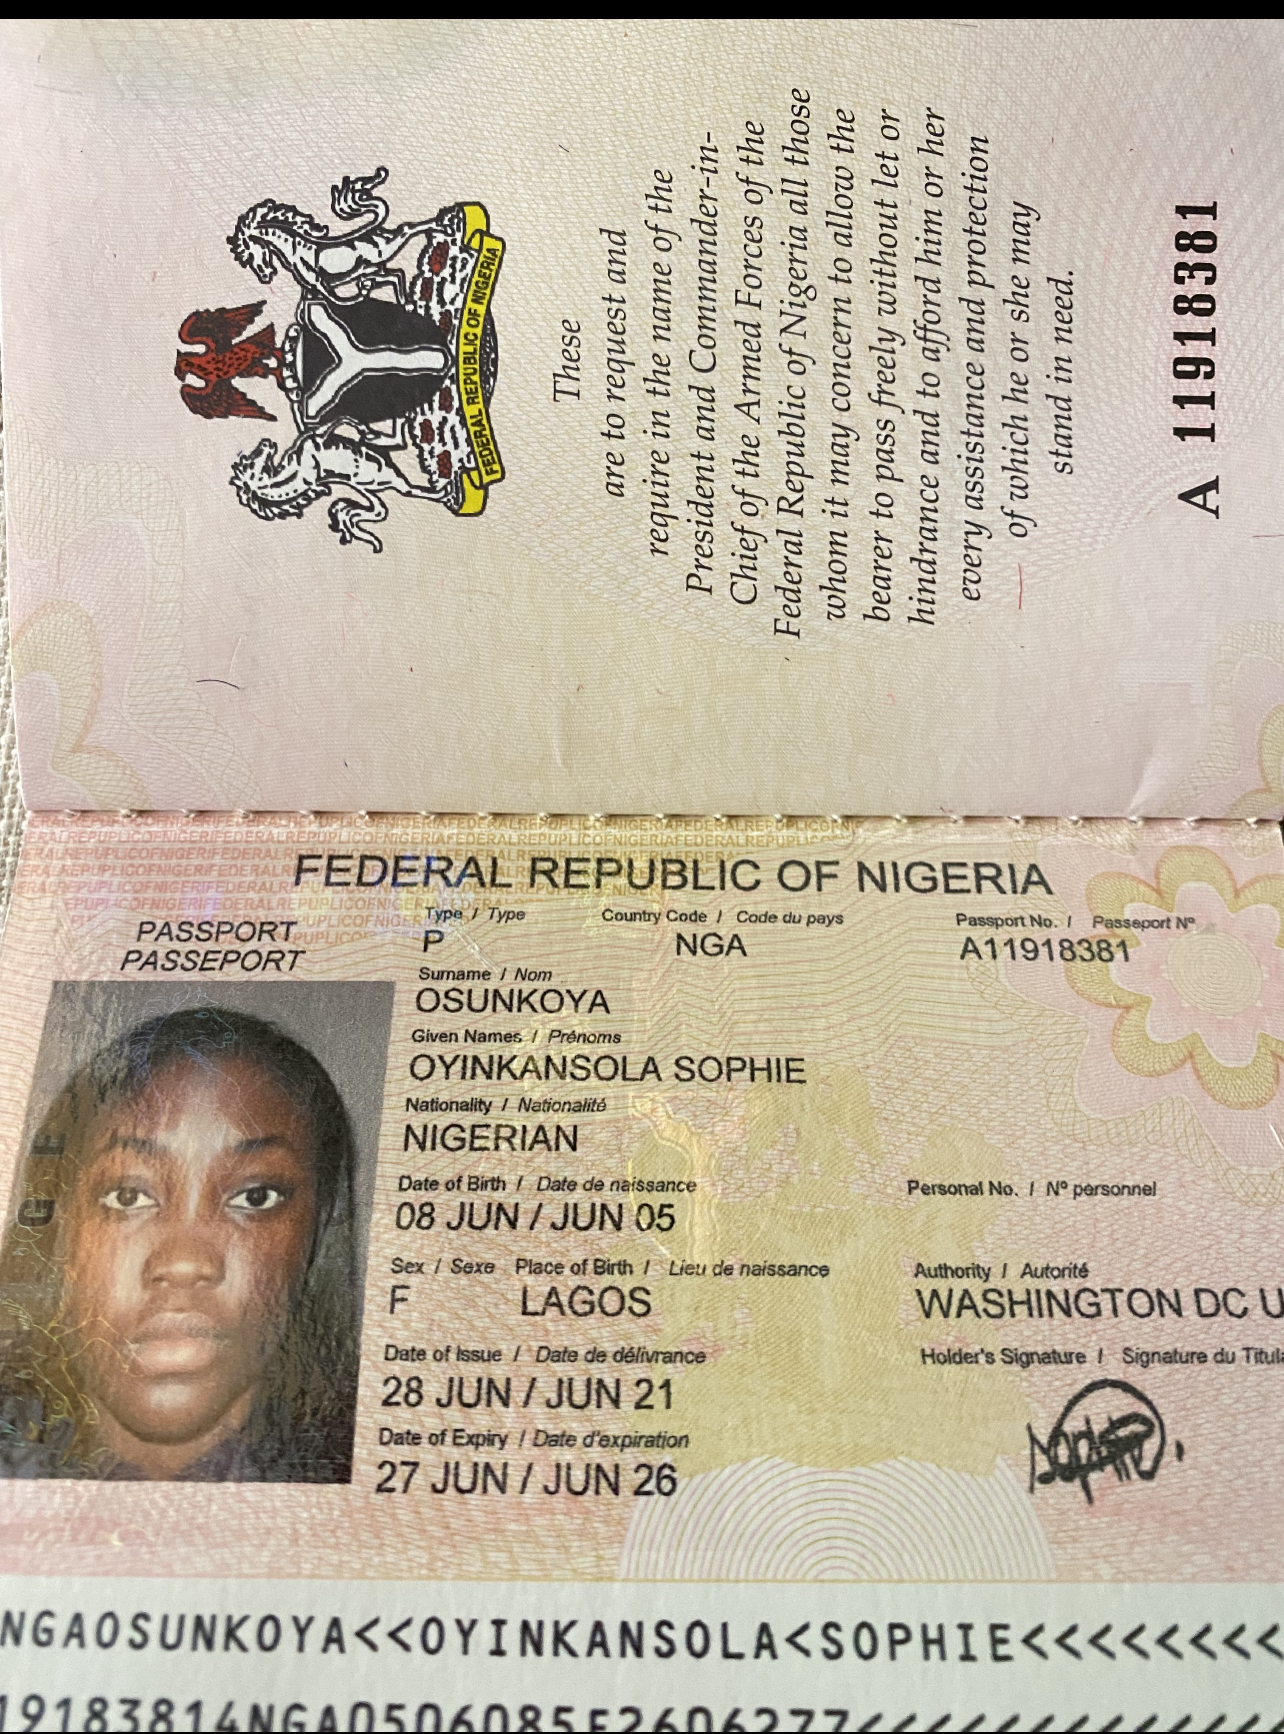 FEDERAL REPUBLIC OF NIGERIA
These
are to request and
require in the name of the
President and Commander-in-
Chief of the Armed Forces of the
Federal Republic of Nigeria all those
whom it may concern to allow the
bearer to pass freely without let or
hindrance and to afford him or her
every assistance and protection
of which he or she may
stand in need.
A 11918381
FEDERAL REPUBLIC OF NIGERIA
PASSPORT
PASSEPORT
Type / Type
Country Code / Code du pays
Passport No. / Passeport Nº
P
NGA
A11918381
Surname / Nom
OSUNKOYA
Given Names / Prénoms
OYINKANSOLA SOPHIE
Nationality / Nationalité
NIGERIAN
Date of Birth / Date de naissance
Personal No. / Nº personnel
08 JUN / JUN 05
Sex / Sexe
Place of Birth / Lieu de naissance
Authority / Autorité
F
LAGOS
WASHINGTON DC U
Date of Issue / Date de délivrance
Holder's Signature / Signature du Titula
28 JUN / JUN 21
Date of Expiry / Date d'expiration
27 JUN / JUN 26
NGAOSUNKOYA<<OYINKANSOLA<SOPHIE<<<<<<<<
19183814NGA0506085F2606277<<<<<<<<<<<<<